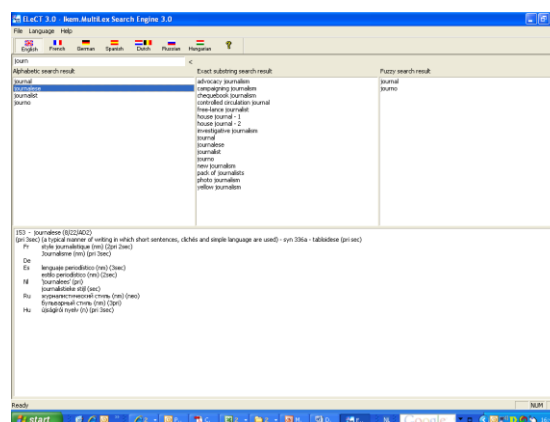 ELeCT 3.0 - Ikem.MultiLex Search Engine 3.0
File Language Help
English French German Spanish Dutch Russian Hungarian ?
journ <
Alphabetic search result Exact substring search result Fuzzy search result
journal advocacy journalism journal
journalese campaigning journalism journo
journalist chequebook journalism
journo controlled circulation journal
free-lance journalist
house journal - 1
house journal - 2
investigative journalism
journal
journalese
journalist
journo
new journalism
pack of journalists
photo journalism
yellow journalism
153 - journalese (8/22/AD2)
(pri 3sec) (a typical manner of writing in which short sentences, clichés and simple language are used) - syn 336a - tabloidese (pri sec)
Fr style journalistique (nm) (2pri 2sec)
Journalisme (nm) (pri 3sec)
De
Es lenguaje periodístico (nm) (3sec)
estilo periodístico (nm) (2sec)
Nl 'journalees' (pri)
journalistieke stijl (sec)
Ru журналистический стиль (nm) (neo)
бульварный стиль (nm) (3pri)
Hu újságírói nyelv (n) (pri 3sec)
Ready NUM
start NL Google